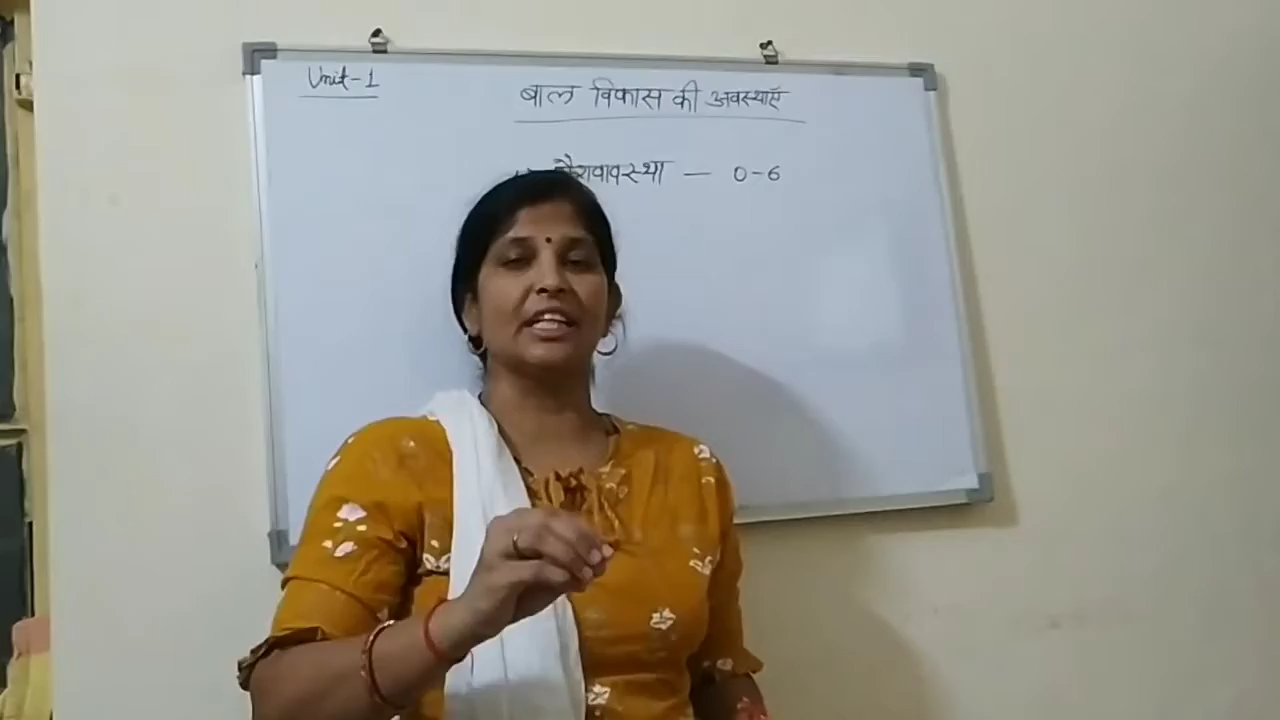 Unit-1
बाल विकास की अवस्थाएँ
शैशवावस्था — 0-6